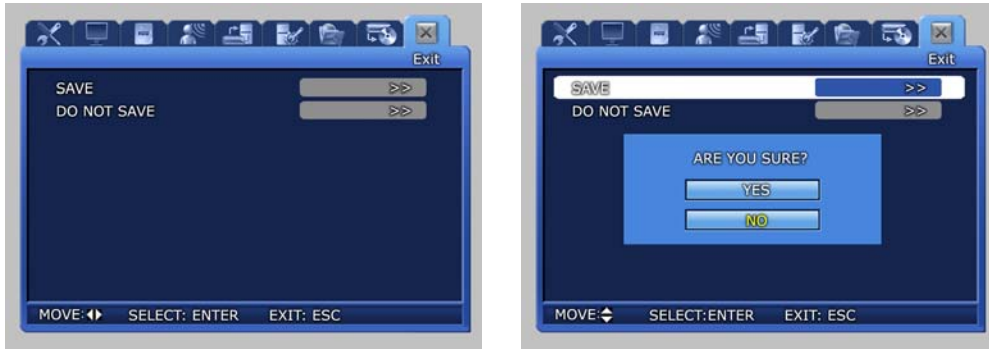 Exit
SAVE >>
DO NOT SAVE >>
MOVE: SELECT: ENTER EXIT: ESC
Exit
SAVE >>
DO NOT SAVE >>
ARE YOU SURE?
YES
NO
MOVE: SELECT:ENTER EXIT: ESC